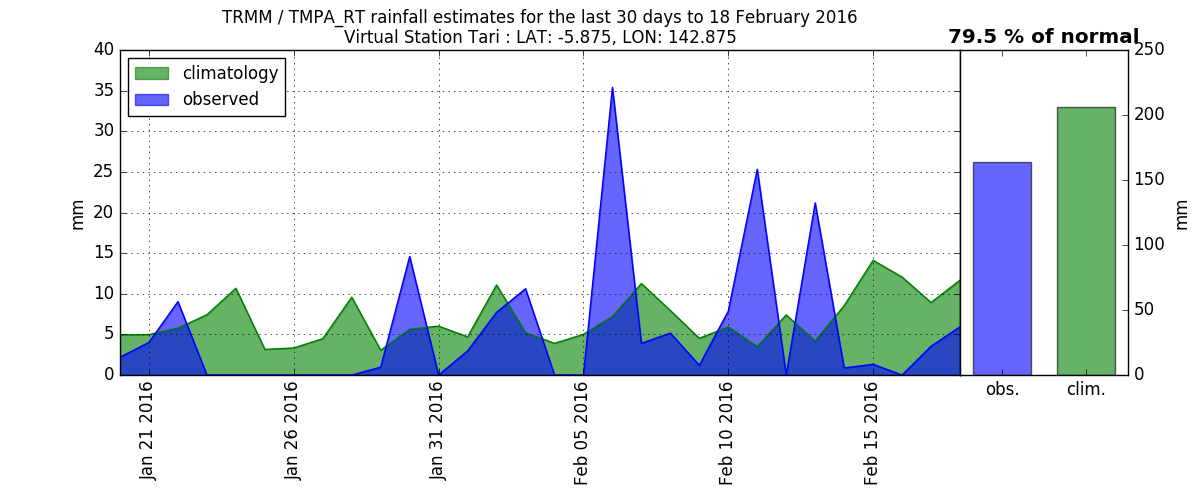 TRMM / TMPA_RT rainfall estimates for the last 30 days to 18 February 2016
Virtual Station Tari : LAT: -5.875, LON: 142.875
79.5 % of normal
climatology
observed
40
35
30
25
20
15
10
5
0
mm
Jan 21 2016
Jan 26 2016
Jan 31 2016
Feb 05 2016
Feb 10 2016
Feb 15 2016
obs.
clim.
250
200
150
100
50
0
mm